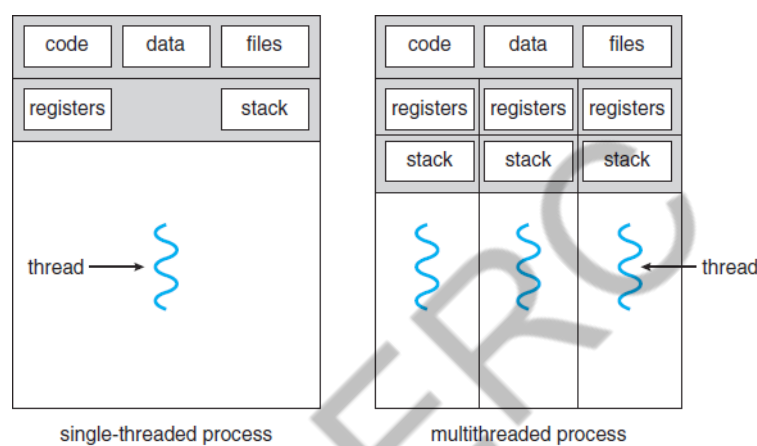 code data files
registers stack
thread
single-threaded process
code data files
registers registers registers
stack stack stack
thread
multithreaded process
ERC